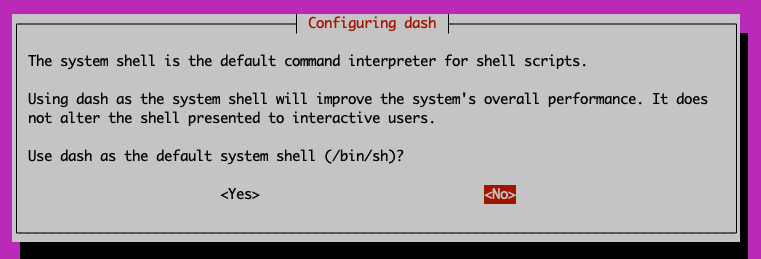 Configuring dash
The system shell is the default command interpreter for shell scripts.
Using dash as the system shell will improve the system's overall performance. It does
not alter the shell presented to interactive users.
Use dash as the default system shell (/bin/sh)?
<Yes> <No>